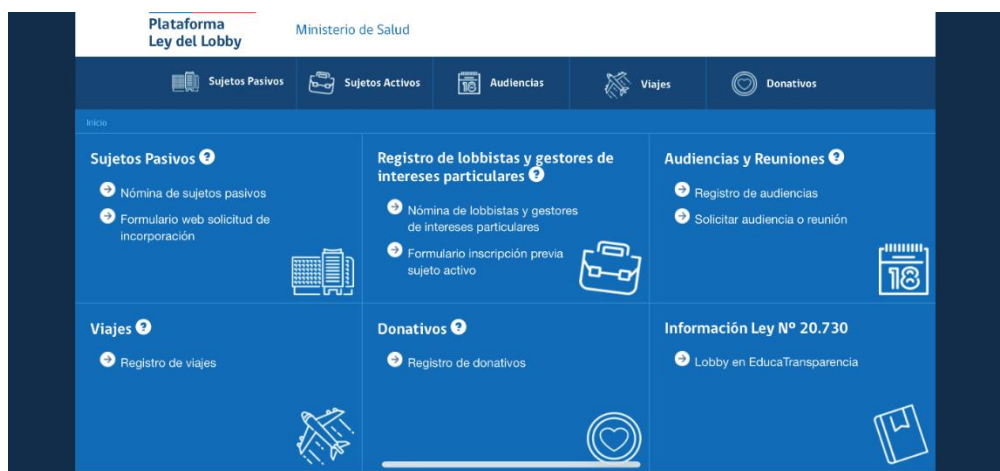 Plataforma
Ley del Lobby
Ministerio de Salud
Sujetos Pasivos
Sujetos Activos
18
Audiencias
Viajes
Donativos
Inicio
Sujetos Pasivos ?
Nómina de sujetos pasivos
Formulario web solicitud de
incorporación
Registro de lobbistas y gestores de
intereses particulares ?
Nómina de lobbistas y gestores
de intereses particulares
Formulario inscripción previa
sujeto activo
Audiencias y Reuniones ?
Registro de audiencias
Solicitar audiencia o reunión
18
Viajes ?
Registro de viajes
Donativos ?
Registro de donativos
Información Ley Nº 20.730
Lobby en EducaTransparencia